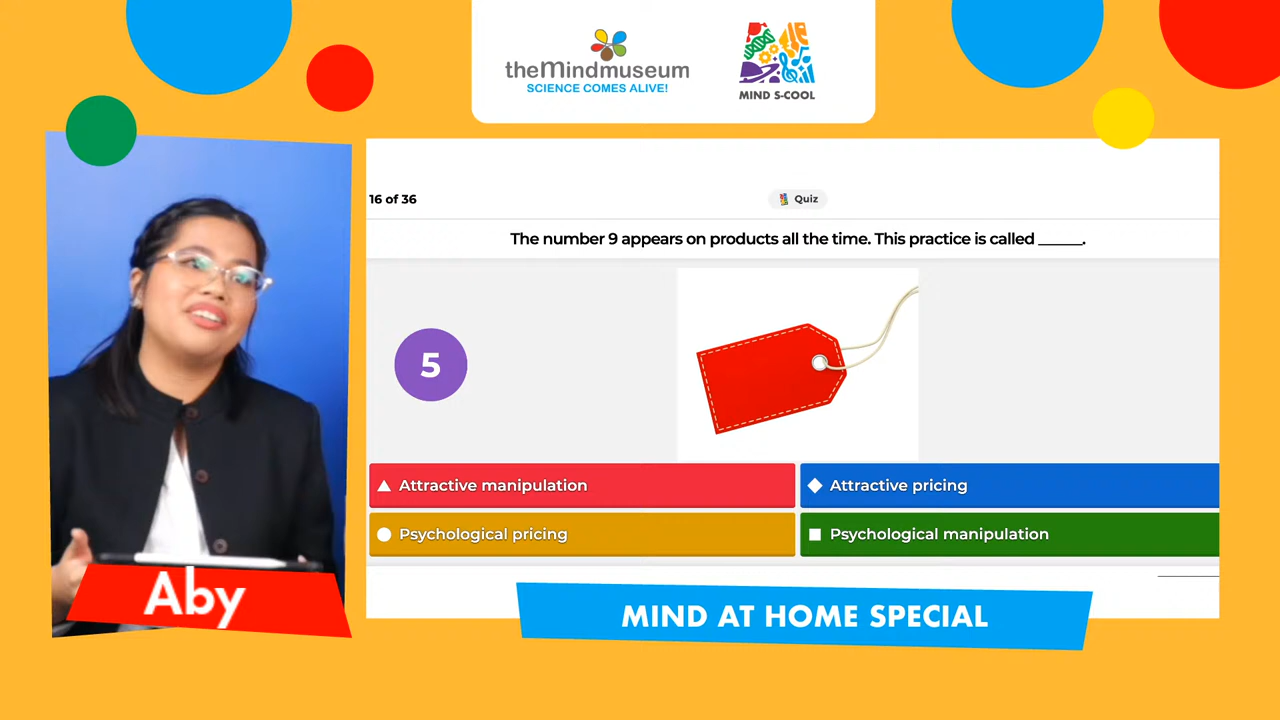 theMindmuseum
SCIENCE COMES ALIVE!
MIND S-COOL
16 of 36
Quiz
The number 9 appears on products all the time. This practice is called _____.
5
Attractive manipulation
Attractive pricing
Psychological pricing
Psychological manipulation
Aby
MIND AT HOME SPECIAL